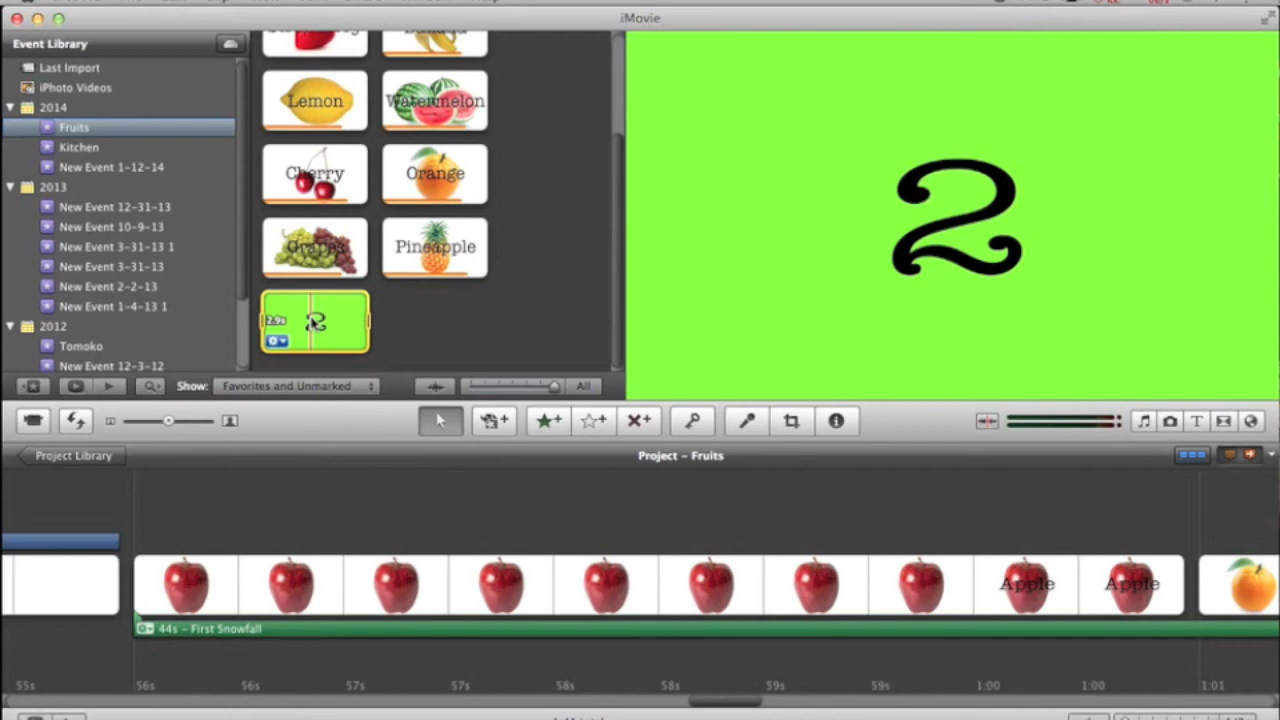 iMovie
Event Library
Last Import
iPhoto Videos
2014
Fruits
Kitchen
New Event 1-12-14
2013
New Event 12-31-13
New Event 10-9-13
New Event 3-31-13 1
New Event 3-31-13
New Event 2-2-13
New Event 1-4-13 1
2012
Tomoko
New Event 12-3-12
Lemon
Watermelon
Cherry
Orange
Grapes
Pineapple
2.9s
2
2
Show:
Favorites and Unmarked
All
Project Library
Project - Fruits
Apple
Apple
44s - First Snowfall
55s
56s
56s
57s
57s
58s
58s
59s
59s
1:00
1:00
1:01